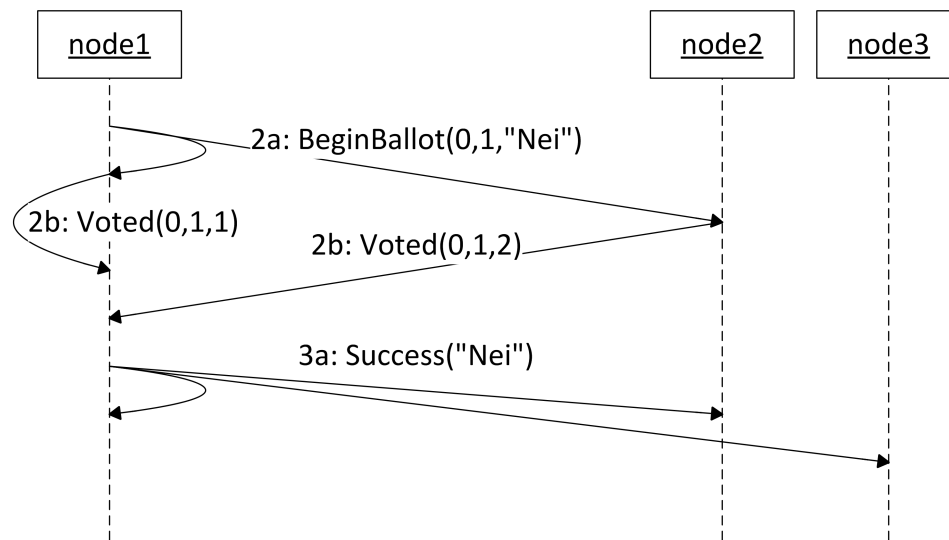 node1
node2
node3
2a: BeginBallot(0,1,"Nei")
2b: Voted(0,1,1)
2b: Voted(0,1,2)
3a: Success("Nei")